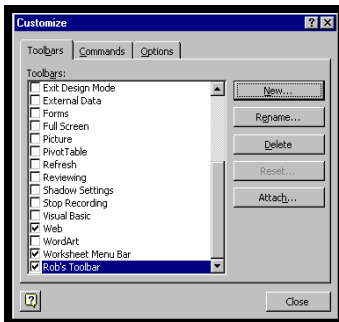 Customize
Toolbars Commands Options
Toolbars:
Exit Design Mode
External Data
Forms
Full Screen
Picture
PivotTable
Refresh
Reviewing
Shadow Settings
Stop Recording
Visual Basic
Web
WordArt
Worksheet Menu Bar
Rob's Toolbar
New...
Rename...
Delete
Reset...
Attach...
Close